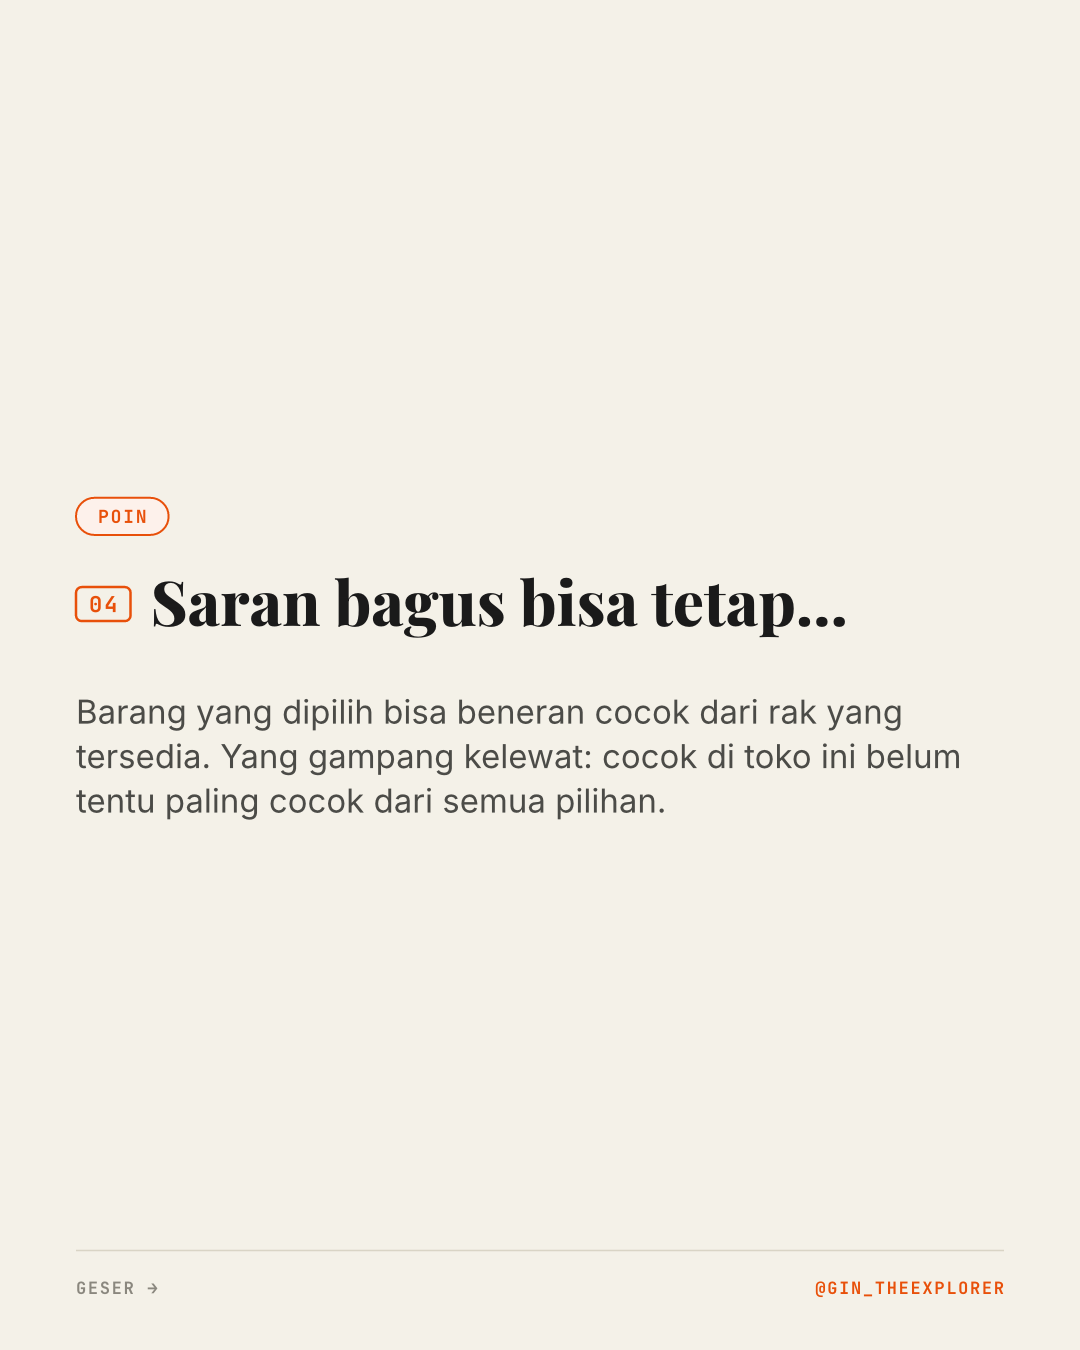 POIN
04 Saran bagus bisa tetap...
Barang yang dipilih bisa beneran cocok dari rak yang
tersedia. Yang gampang kelewat: cocok di toko ini belum
tentu paling cocok dari semua pilihan.
GESER →
@GIN_THEEXPLORER